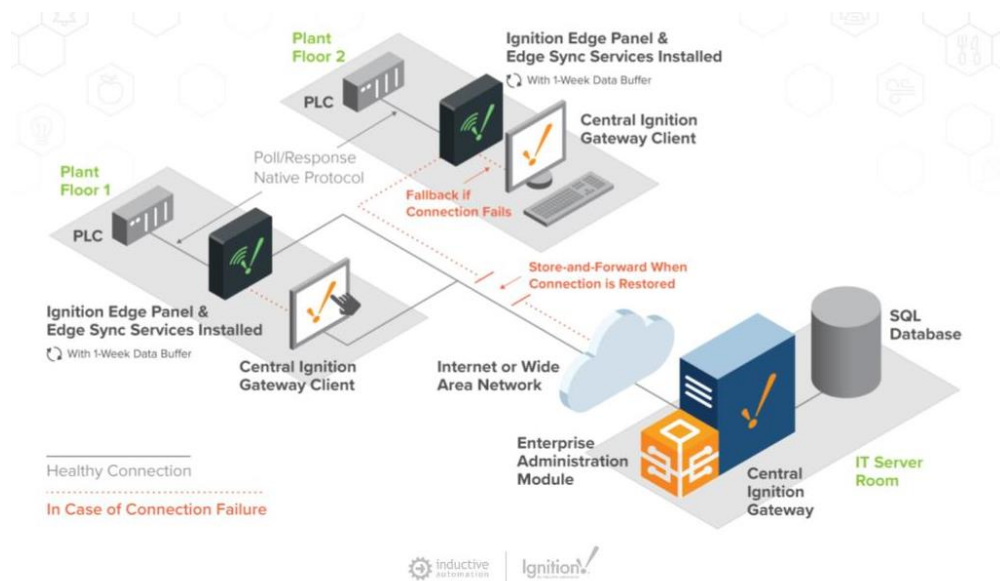 Plant
Floor 2
PLC
Ignition Edge Panel &
Edge Sync Services Installed
With 1-Week Data Buffer
Central Ignition
Gateway Client
Poll/Response
Native Protocol
Fallback if
Connection Fails
Plant
Floor 1
PLC
Ignition Edge Panel &
Edge Sync Services Installed
With 1-Week Data Buffer
Central Ignition
Gateway Client
Store-and-Forward When
Connection is Restored
Internet or Wide
Area Network
SQL
Database
Enterprise
Administration
Module
Central
Ignition
Gateway
IT Server
Room
Healthy Connection
In Case of Connection Failure
inductive
automation
Ignition